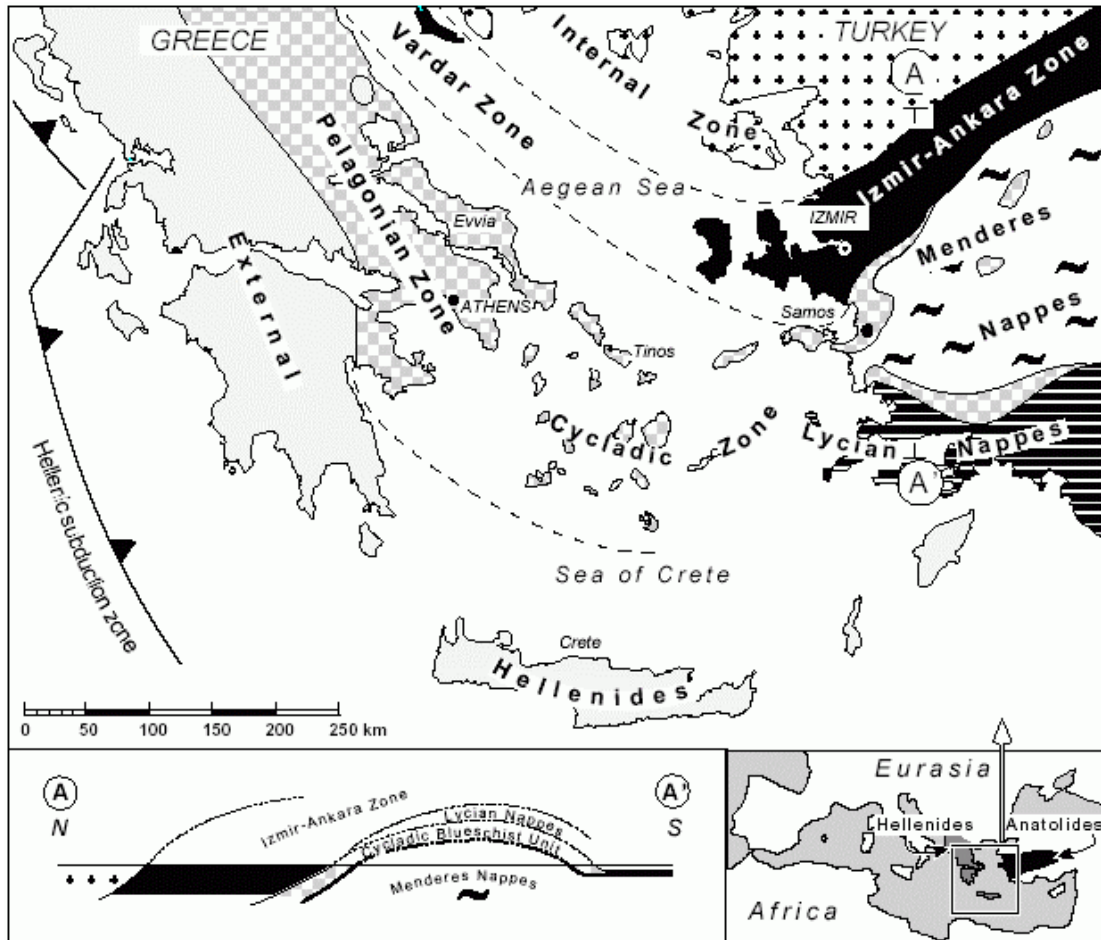 GREECE
TURKEY
Vardar Zone
Internal
Zone
A
Izmir-Ankara Zone
Pelagonian Zone
Aegean Sea
Evvia
IZMIR
Menderes
Nappes
External
ATHENS
Samos
Tinos
Cycladic
Zone
Lycian
Nappes
A'
Hellenic subduction zone
Sea of Crete
Crete
Hellenides
0 50 100 150 200 250 km
A
N
Izmir-Ankara Zone
Lycian Nappes
Cycladic Blueschist Unit
Menderes Nappes
A'
S
Eurasia
Hellenides
Anatolides
Africa